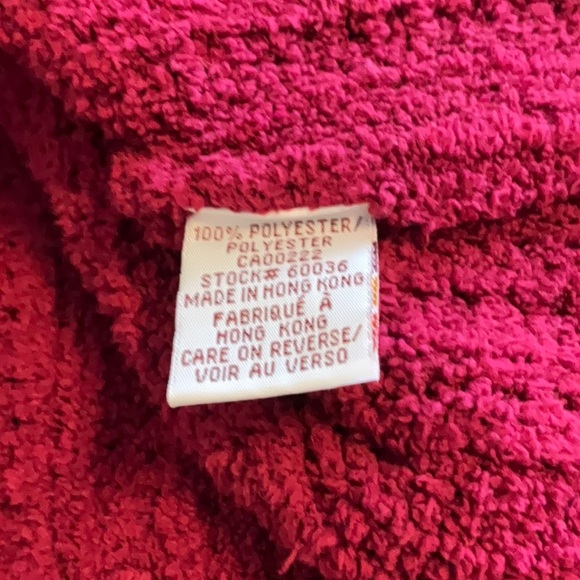 100% POLYESTER/
POLYESTER
CA00222
STOCK# 60036
MADE IN HONG KONG
FABRIQUÉ À
HONG KONG
CARE ON REVERSE/
VOIR AU VERSO